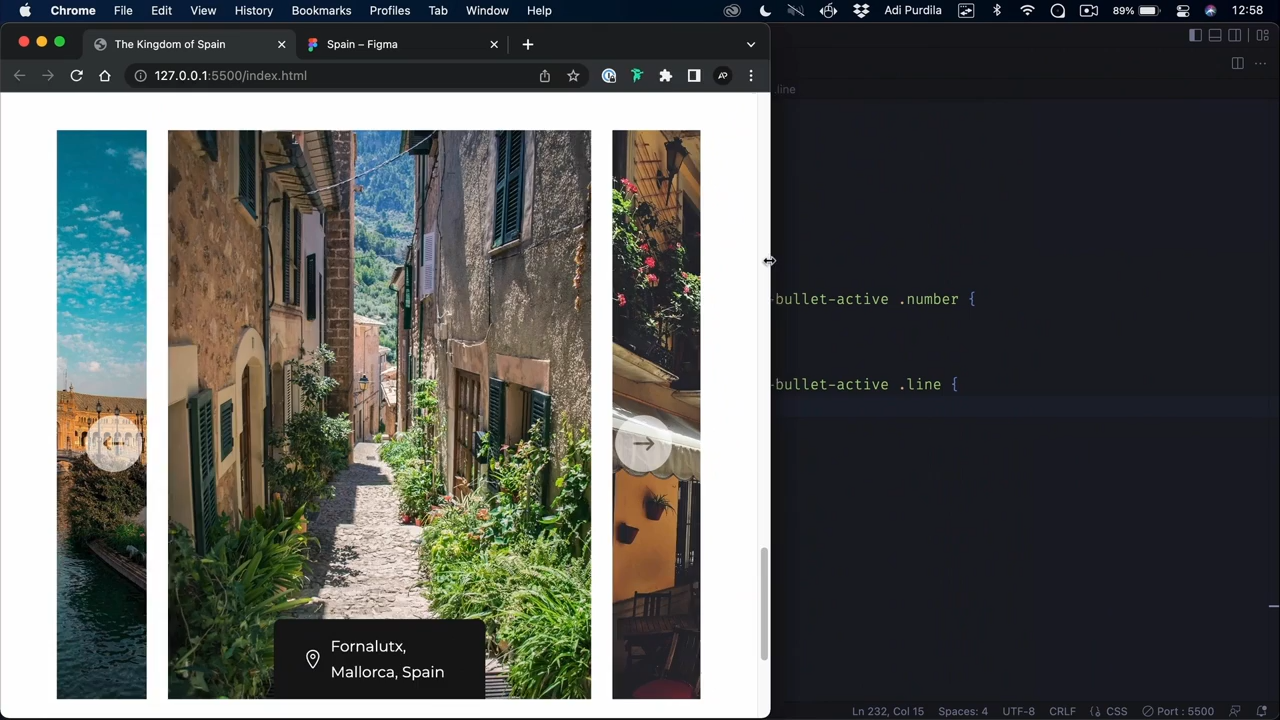 Chrome File Edit View History Bookmarks Profiles Tab Window Help 89% Adi Purdila 12:58
The Kingdom of Spain
Spain – Figma
127.0.0.1:5500/index.html
.line
-bullet-active .number {
-bullet-active .line {
Fornalutx,
Mallorca, Spain
Ln 232, Col 15 Spaces: 4 UTF-8 CRLF {} CSS Port : 5500